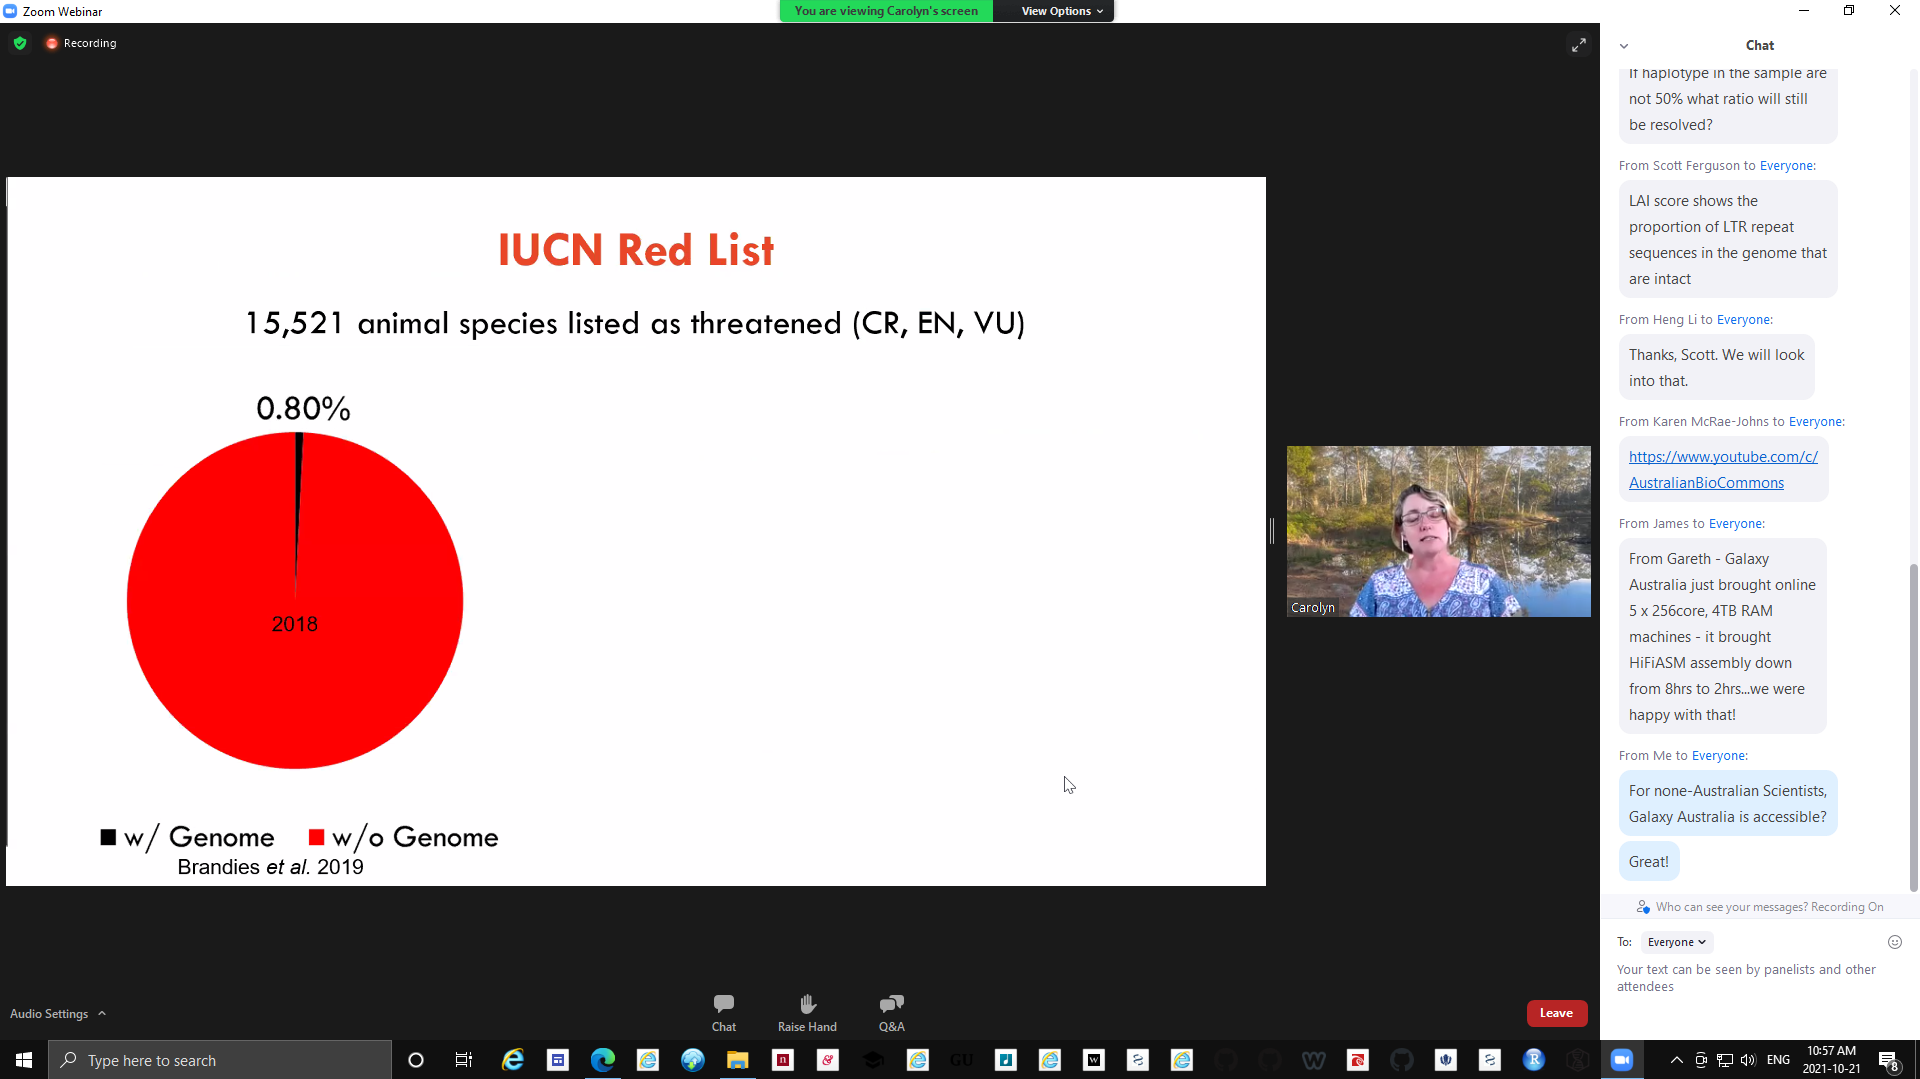 Zoom Webinar
You are viewing Carolyn's screen
View Options
Recording
IUCN Red List
15,521 animal species listed as threatened (CR, EN, VU)
0.80%
2018
w/ Genome
w/o Genome
Brandies et al. 2019
Carolyn
Chat
If haplotype in the sample are
not 50% what ratio will still
be resolved?
From Scott Ferguson to Everyone:
LAI score shows the
proportion of LTR repeat
sequences in the genome that
are intact
From Heng Li to Everyone:
Thanks, Scott. We will look
into that.
From Karen McRae-Johns to Everyone:
https://www.youtube.com/c/
AustralianBioCommons
From James to Everyone:
From Gareth - Galaxy
Australia just brought online
5 x 256core, 4TB RAM
machines - it brought
HiFiASM assembly down
from 8hrs to 2hrs...we were
happy with that!
From Me to Everyone:
For none-Australian Scientists,
Galaxy Australia is accessible?
Great!
Who can see your messages? Recording On
To: Everyone
Your text can be seen by panelists and other
attendees
Audio Settings
Chat
Raise Hand
Q&A
Leave
Type here to search
GU
ENG
10:57 AM
2021-10-21
8